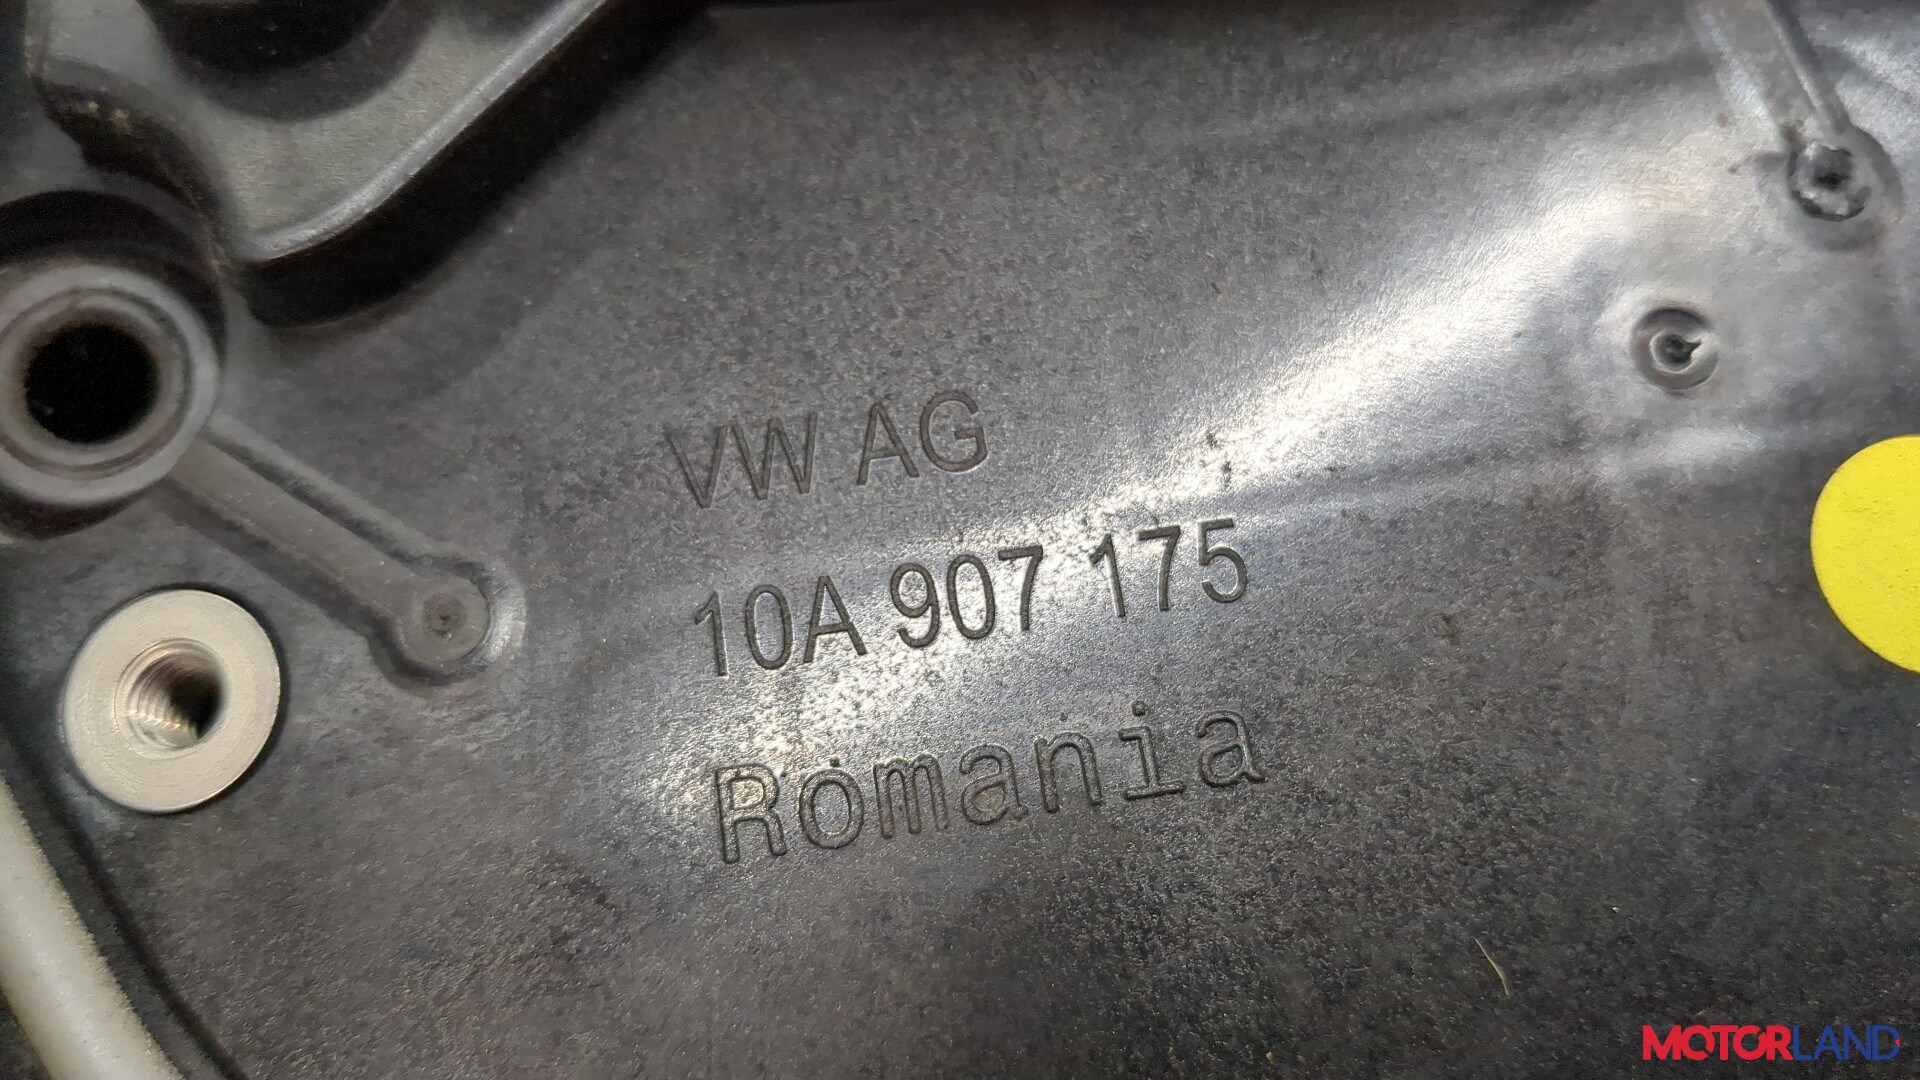 VW AG
10A 907 175
Romania
MOTORLAND